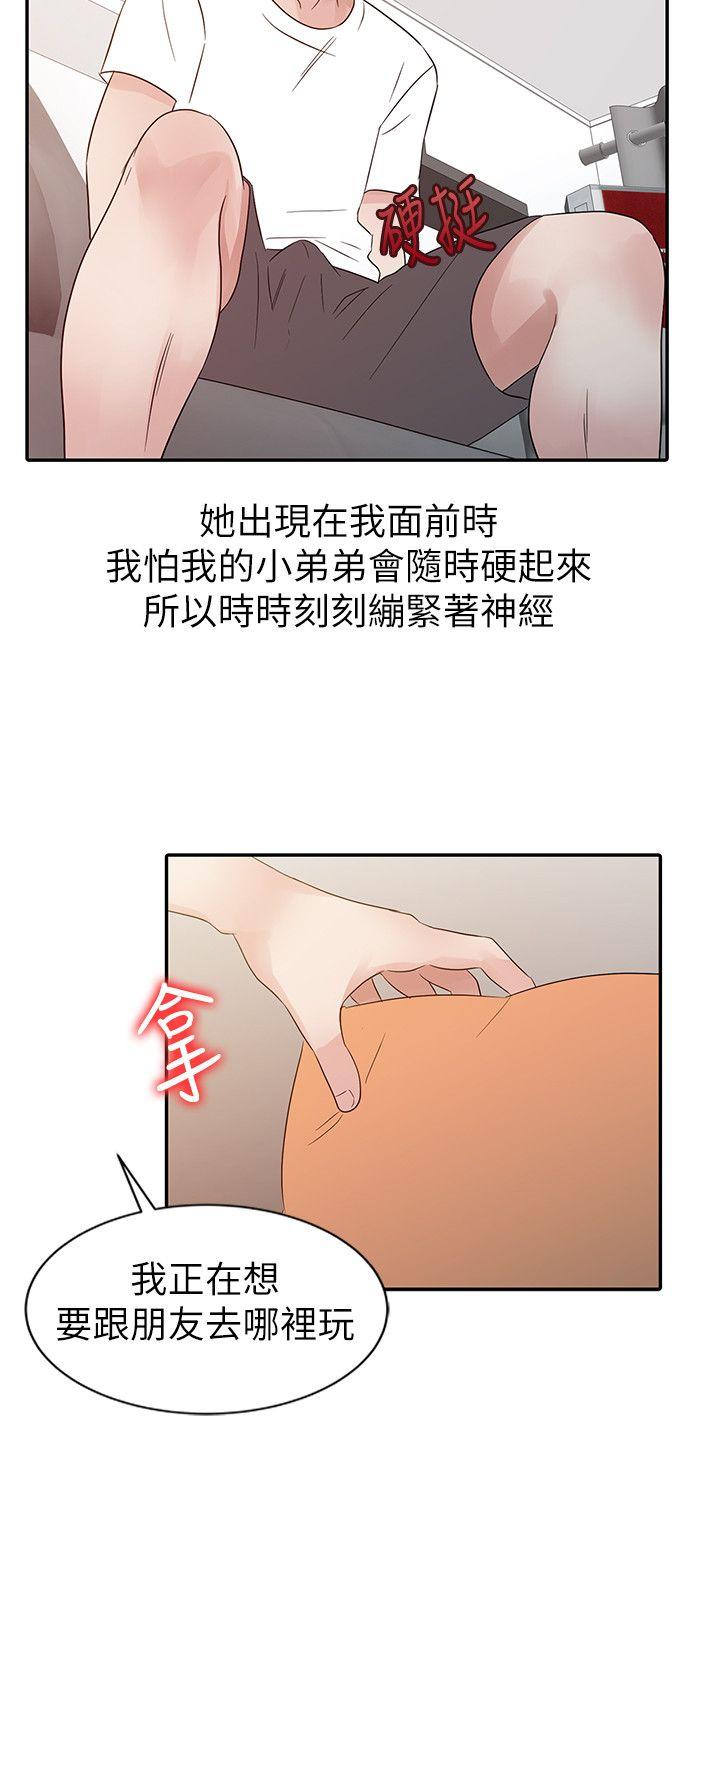 硬挺
她出現在我面前時
我怕我的小弟弟會隨時硬起來
所以時時刻刻繃緊著神經
拿
我正在想
要跟朋友去哪裡玩